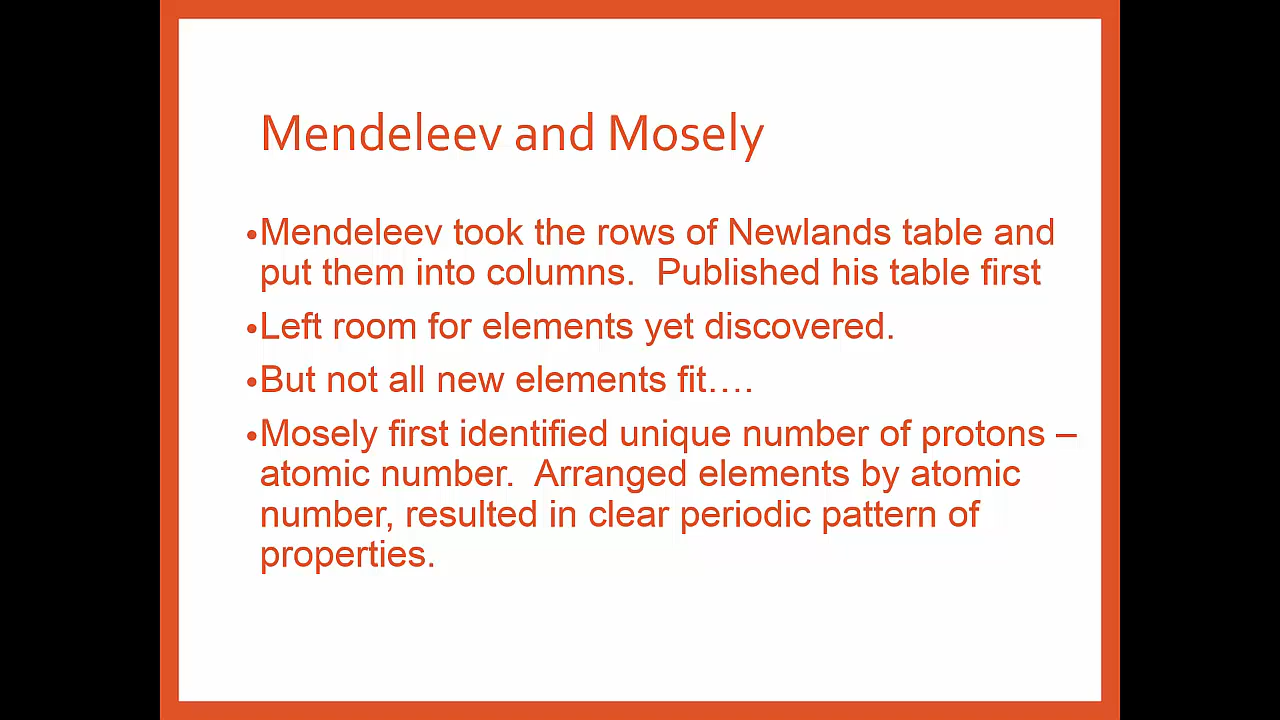 Mendeleev and Mosely
•Mendeleev took the rows of Newlands table and
put them into columns.  Published his table first
•Left room for elements yet discovered.
•But not all new elements fit….
•Mosely first identified unique number of protons –
atomic number.  Arranged elements by atomic
number, resulted in clear periodic pattern of
properties.